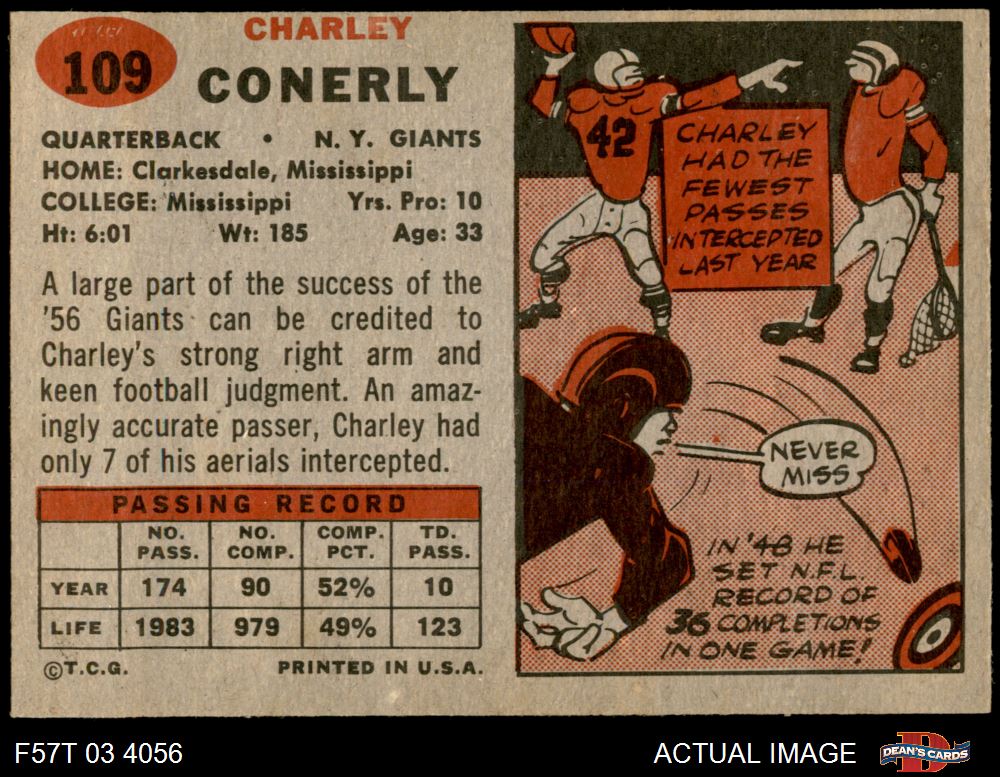 109
CHARLEY
CONERLY
QUARTERBACK • N. Y. GIANTS
HOME: Clarkesdale, Mississippi
COLLEGE: Mississippi Yrs. Pro: 10
Ht: 6:01 Wt: 185 Age: 33
A large part of the success of the
'56 Giants can be credited to
Charley's strong right arm and
keen football judgment. An amaz-
ingly accurate passer, Charley had
only 7 of his aerials intercepted.
PASSING RECORD
NO. PASS. NO. COMP. COMP. PCT. TD. PASS.
YEAR 174 90 52% 10
LIFE 1983 979 49% 123
©T.C.G. PRINTED IN U.S.A.
42
CHARLEY
HAD THE
FEWEST
PASSES
INTERCEPTED
LAST YEAR
NEVER
MISS
IN '48 HE
SET N.F.L.
RECORD OF
36 COMPLETIONS
IN ONE GAME!
F57T 03 4056 ACTUAL IMAGE DEAN'S CARDS